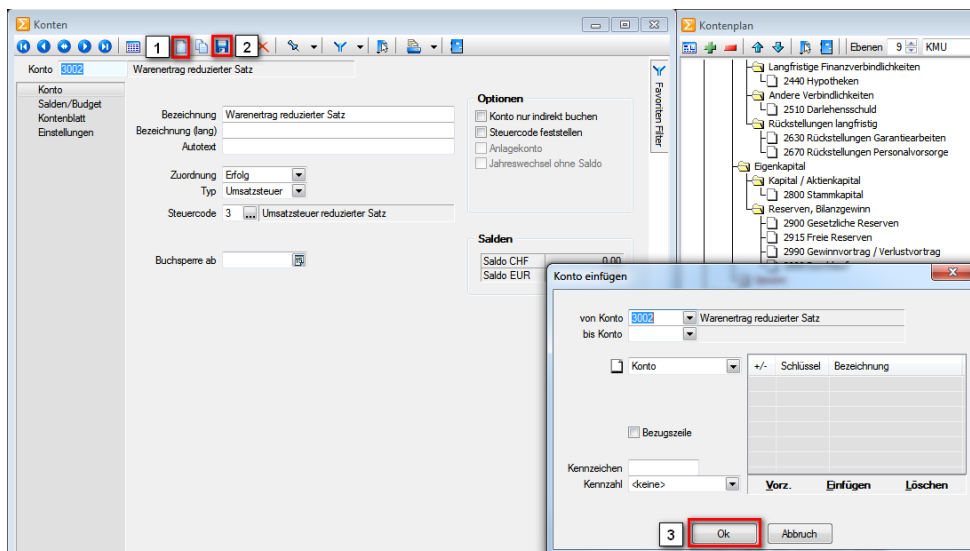 Konten
1
2
Konto 3002 Warenertrag reduzierter Satz
Konto
Salden/Budget
Kontenblatt
Einstellungen
Bezeichnung Warenertrag reduzierter Satz
Bezeichnung (lang)
Autotext
Zuordnung Erfolg
Typ Umsatzsteuer
Steuercode 3 ... Umsatzsteuer reduzierter Satz
Buchsperre ab
Optionen
Konto nur indirekt buchen
Steuercode feststellen
Anlagekonto
Jahreswechsel ohne Saldo
Salden
Saldo CHF 0.00
Saldo EUR
Favoriten Filter
Kontenplan
Ebenen 9 KMU
Langfristige Finanzverbindlichkeiten
2440 Hypotheken
Andere Verbindlichkeiten
2510 Darlehensschuld
Rückstellungen langfristig
2630 Rückstellungen Garantiearbeiten
2670 Rückstellungen Personalvorsorge
Eigenkapital
Kapital / Aktienkapital
2800 Stammkapital
Reserven, Bilanzgewinn
2900 Gesetzliche Reserven
2915 Freie Reserven
2990 Gewinnvortrag / Verlustvortrag
Konto einfügen
von Konto 3002 Warenertrag reduzierter Satz
bis Konto
Konto
+/- Schlüssel Bezeichnung
Bezugszeile
Kennzeichen
Kennzahl <keine>
Vorz. Einfügen Löschen
3
Ok Abbruch